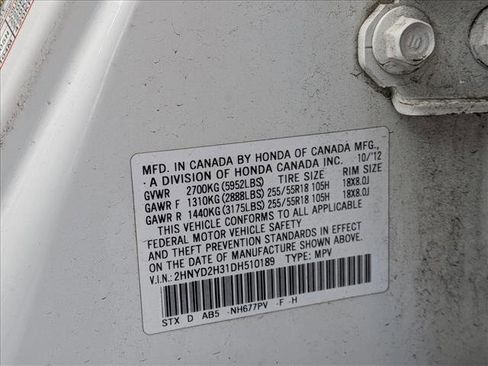 MFD. IN CANADA BY HONDA OF CANADA MFG.,
A DIVISION OF HONDA CANADA INC. 10/'12
GVWR 2700KG(5952LBS) TIRE SIZE RIM SIZE
GAWR F 1310KG(2888LBS) 255/55R18 105H 18X8.0J
GAWR R 1440KG(3175LBS) 255/55R18 105H 18X8.0J
THIS VEHICLE CONFORMS TO ALL APPLICABLE
FEDERAL MOTOR VEHICLE SAFETY
AND THEFT PREVENTION STANDARDS IN EFFECT
ON THE DATE OF MANUFACTURE SHOWN ABOVE.
V.I.N.: 2HNYD2H31DH510189 TYPE: MPV
STX D AB5 -NH677PV -F -H